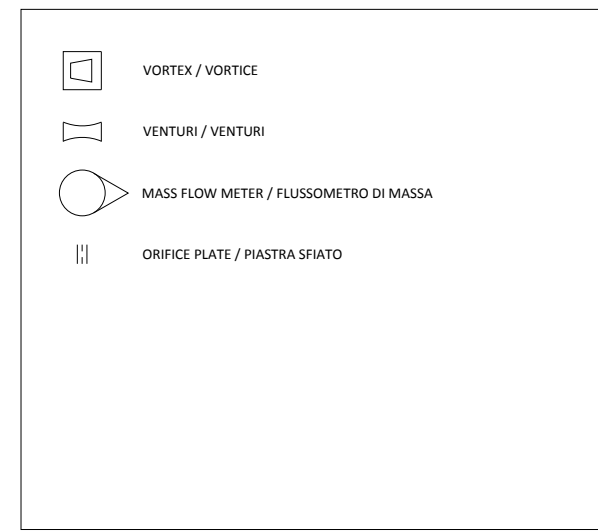 VORTEX / VORTICE
VENTURI / VENTURI
MASS FLOW METER / FLUSSOMETRO DI MASSA
ORIFICE PLATE / PIASTRA SFIATO